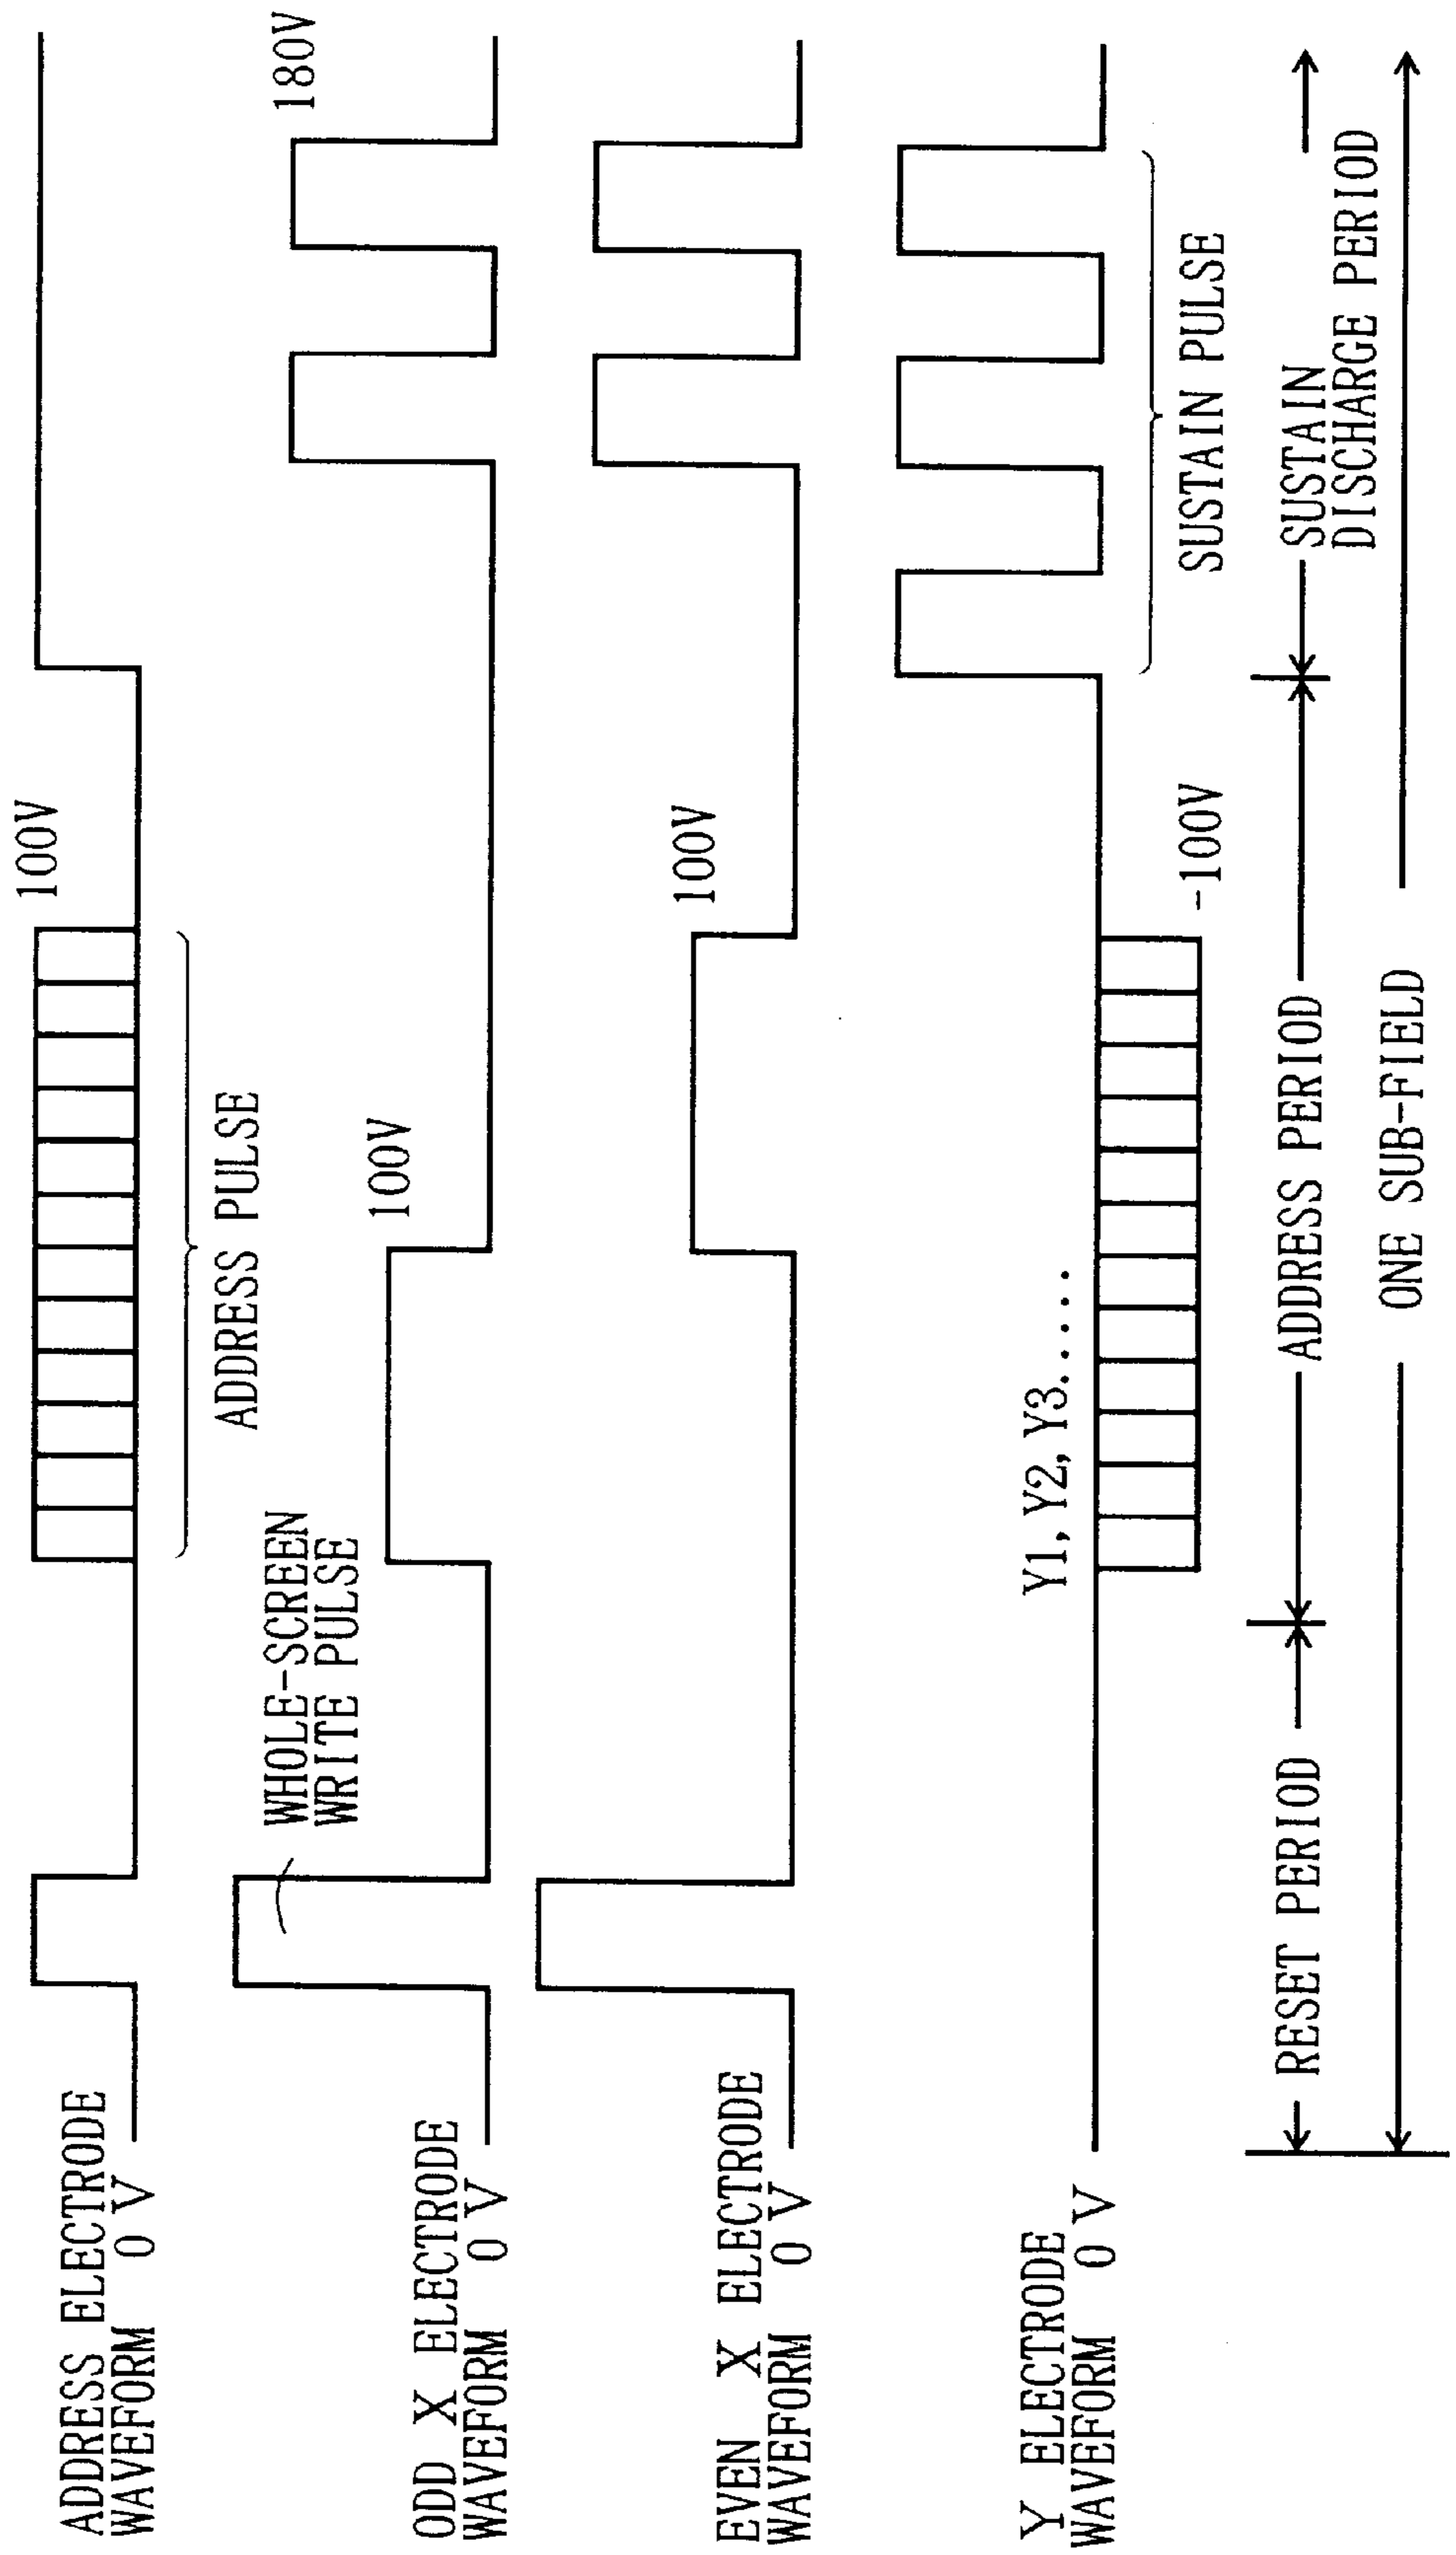 ADDRESS ELECTRODE
WAVEFORM 0 V
100V
ADDRESS PULSE
ODD X ELECTRODE
WAVEFORM 0 V
WHOLE-SCREEN
WRITE PULSE
100V
180V
EVEN X ELECTRODE
WAVEFORM 0 V
100V
Y ELECTRODE
WAVEFORM 0 V
Y1, Y2, Y3......
-100V
SUSTAIN PULSE
RESET PERIOD
ADDRESS PERIOD
SUSTAIN
DISCHARGE PERIOD
ONE SUB-FIELD